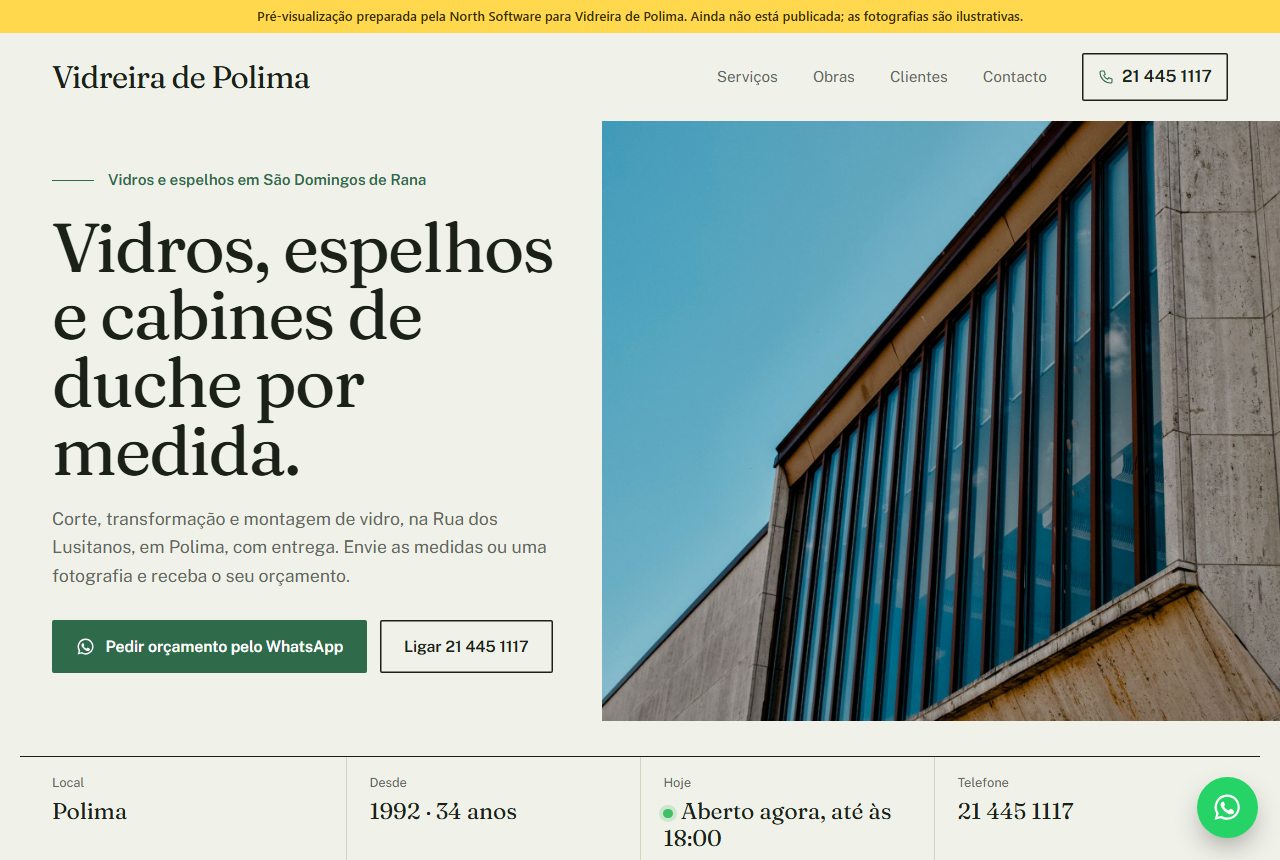 Pré-visualização preparada pela North Software para Vidreira de Polima. Ainda não está publicada; as fotografias são ilustrativas.
Vidreira de Polima
Serviços
Obras
Clientes
Contacto
21 445 1117
Vidros e espelhos em São Domingos de Rana
Vidros, espelhos
e cabines de
duche por
medida.
Corte, transformação e montagem de vidro, na Rua dos
Lusitanos, em Polima, com entrega. Envie as medidas ou uma
fotografia e receba o seu orçamento.
Pedir orçamento pelo WhatsApp
Ligar 21 445 1117
Local
Polima
Desde
1992 · 34 anos
Hoje
Aberto agora, até às
18:00
Telefone
21 445 1117